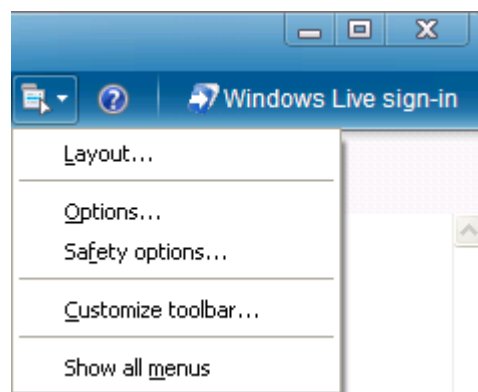 Windows Live sign-in
Layout...
Options...
Safety options...
Customize toolbar...
Show all menus